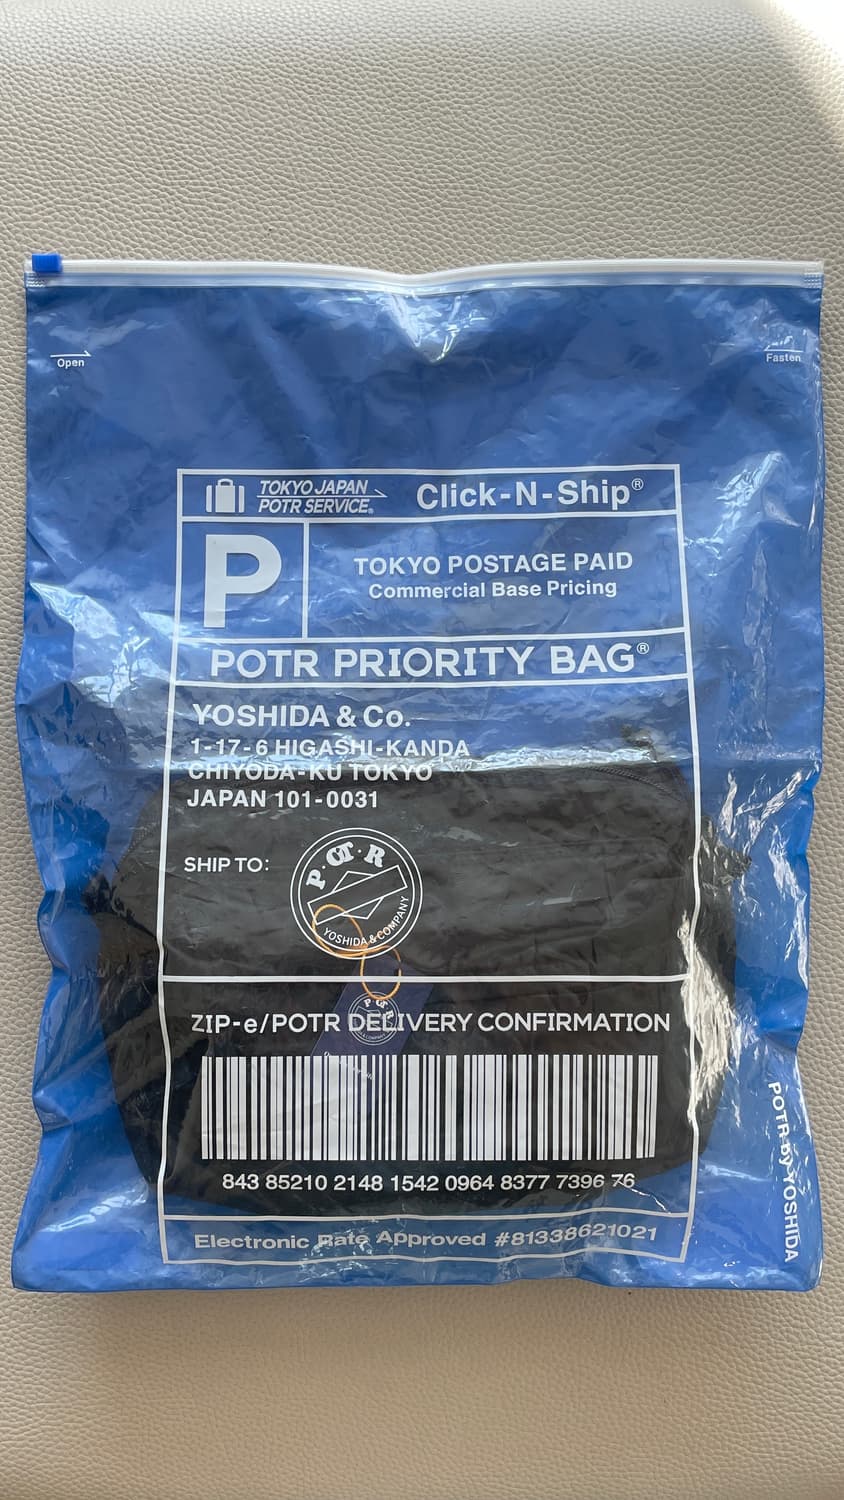 Open
Fasten
TOKYO JAPAN
POTR SERVICE®
Click-N-Ship®
P
TOKYO POSTAGE PAID
Commercial Base Pricing
POTR PRIORITY BAG®
YOSHIDA & Co.
1-17-6 HIGASHI-KANDA
CHIYODA-KU TOKYO
JAPAN 101-0031
SHIP TO:
P·OT·R
YOSHIDA & COMPANY
POTR
ZIP-e/POTR DELIVERY CONFIRMATION
843 85210 2148 1542 0964 8377 7396 76
Electronic Rate Approved #81338621021
POTR by YOSHIDA